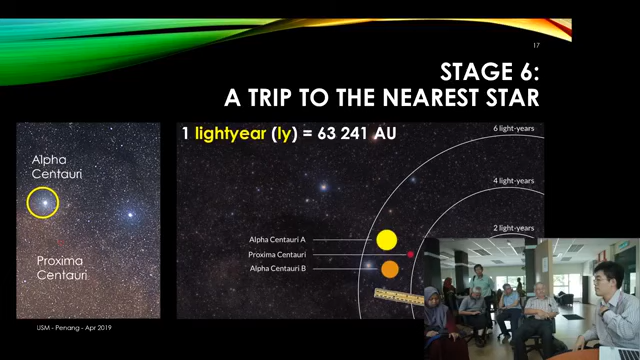 17
STAGE 6:
A TRIP TO THE NEAREST STAR
1 lightyear (ly) = 63 241 AU
Alpha
Centauri
Proxima
Centauri
6 light-years
4 light-years
2 light-years
Alpha Centauri A
Proxima Centauri
Alpha Centauri B
USM - Penang - Apr 2019